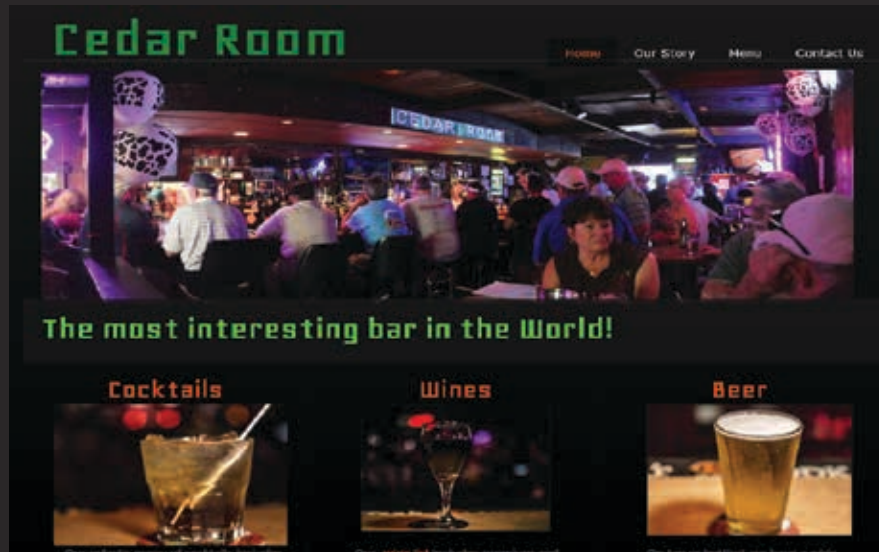 Cedar Room
Home Our Story Menu Contact Us
CEDAR ROOM
The most interesting bar in the World!
Cocktails
Wines
Beer